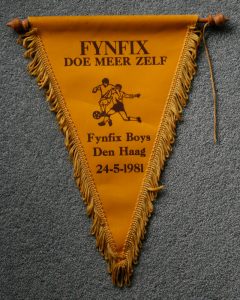 FYNFIX
DOE MEER ZELF
Fynfix Boys
Den Haag
24-5-1981